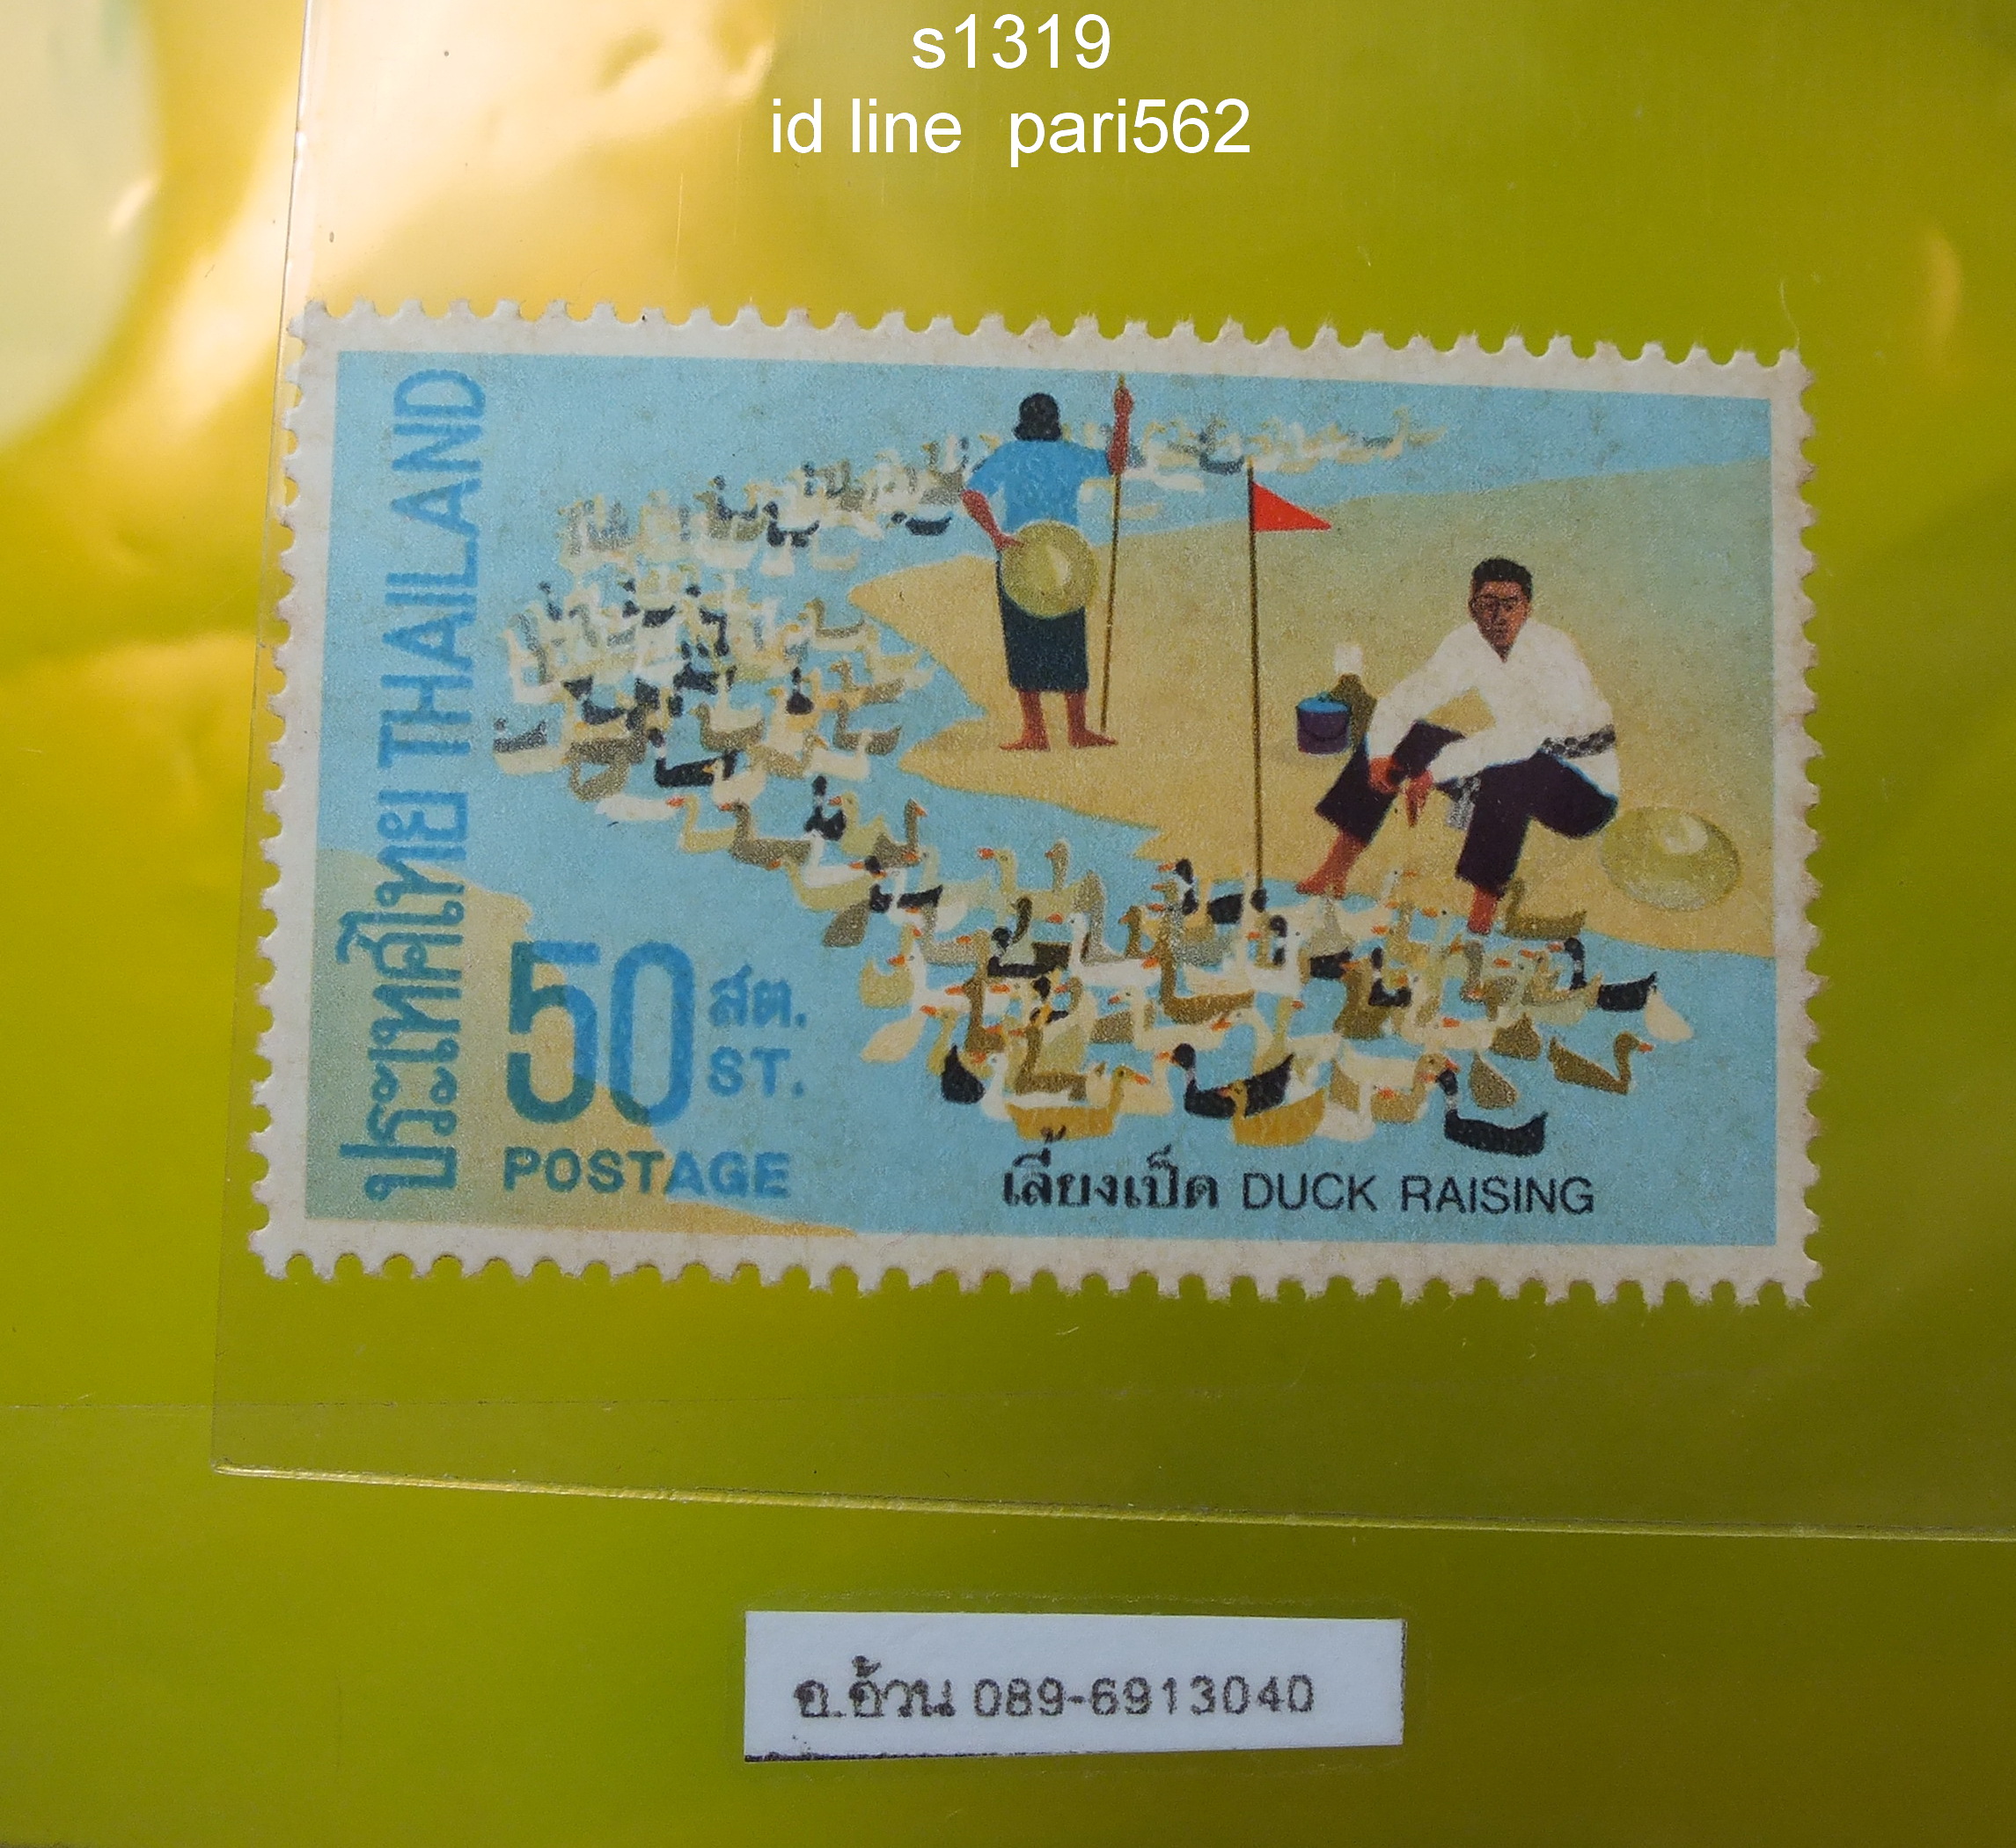 s1319
id line  pari562
ประเทศไทย THAILAND
50 สต.
ST.
POSTAGE
เลี้ยงเป็ด DUCK RAISING
อ.อ้วน 089-6913040